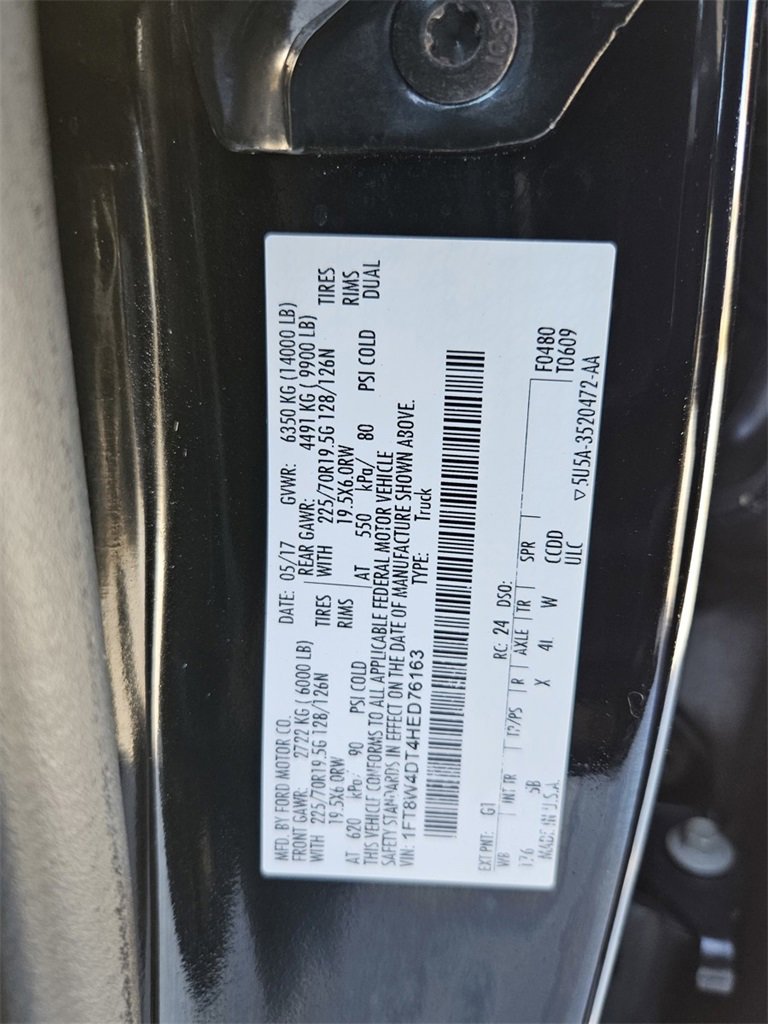 MFD. BY FORD MOTOR CO.
DATE: 05/17 GVWR: 6350 KG (14000 LB)
FRONT GAWR: 2722 KG ( 6000 LB)
REAR GAWR: 4491 KG ( 9900 LB)
WITH 225/70R19.5G 128/126N TIRES
WITH 225/70R19.5G 128/126N TIRES
19.5X6.0RW RIMS
19.5X6.0RW RIMS
AT 620 kPa/ 90 PSI COLD
AT 550 kPa/ 80 PSI COLD DUAL
THIS VEHICLE CONFORMS TO ALL APPLICABLE FEDERAL MOTOR VEHICLE
SAFETY STANDARDS IN EFFECT ON THE DATE OF MANUFACTURE SHOWN ABOVE.
VIN: 1FT8W4DT4HED76163
TYPE: Truck
EXT PNT: G1 RC: 24 DSO:
WB INT TR TP/PS R AXLE TR SPR
F0480
T0609
176 5B X 4L W CCDD
MADE IN U.S.A. ULC
▽5U5A-3520472-AA